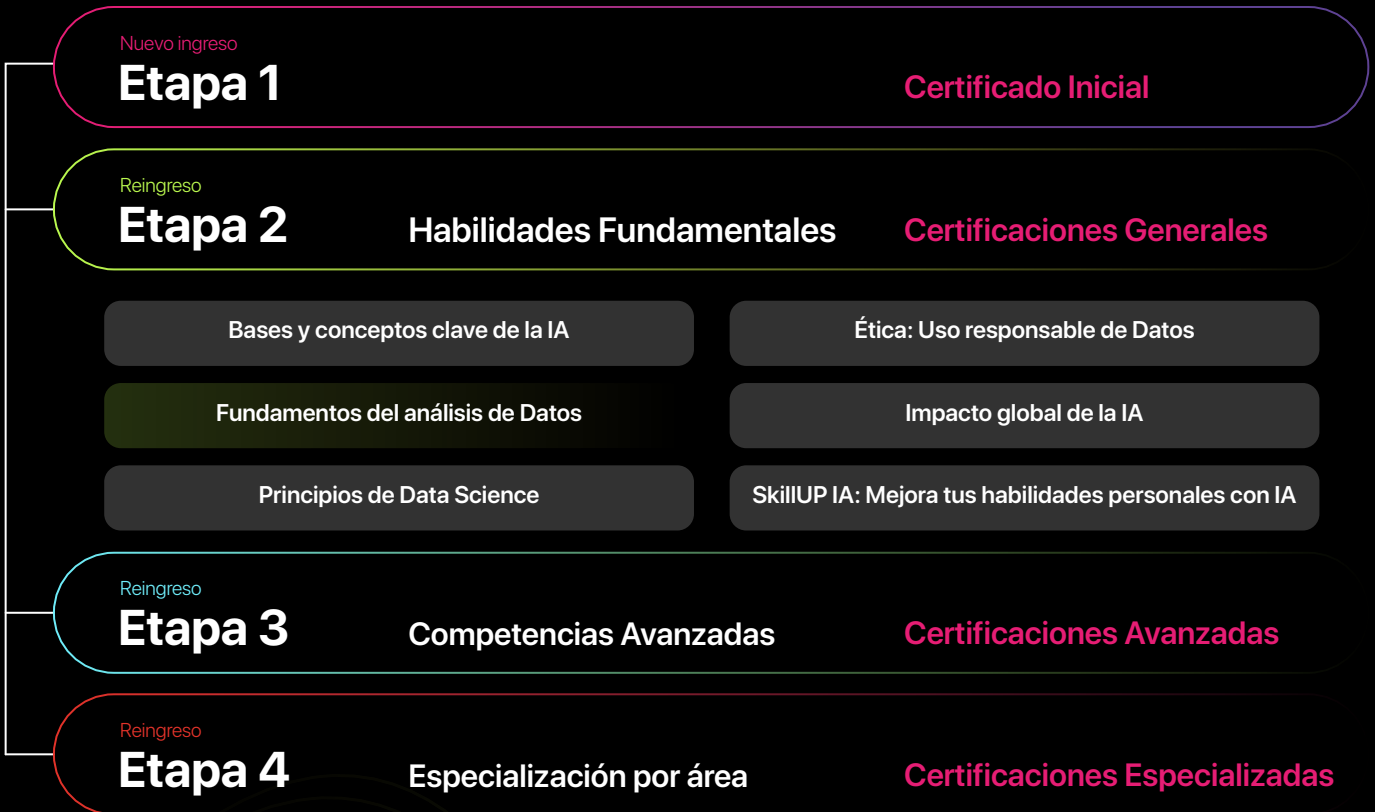 Nuevo ingreso
Etapa 1
Certificado Inicial
Reingreso
Etapa 2
Habilidades Fundamentales
Certificaciones Generales
Bases y conceptos clave de la IA
Ética: Uso responsable de Datos
Fundamentos del análisis de Datos
Impacto global de la IA
Principios de Data Science
SkillUP IA: Mejora tus habilidades personales con IA
Reingreso
Etapa 3
Competencias Avanzadas
Certificaciones Avanzadas
Reingreso
Etapa 4
Especialización por área
Certificaciones Especializadas